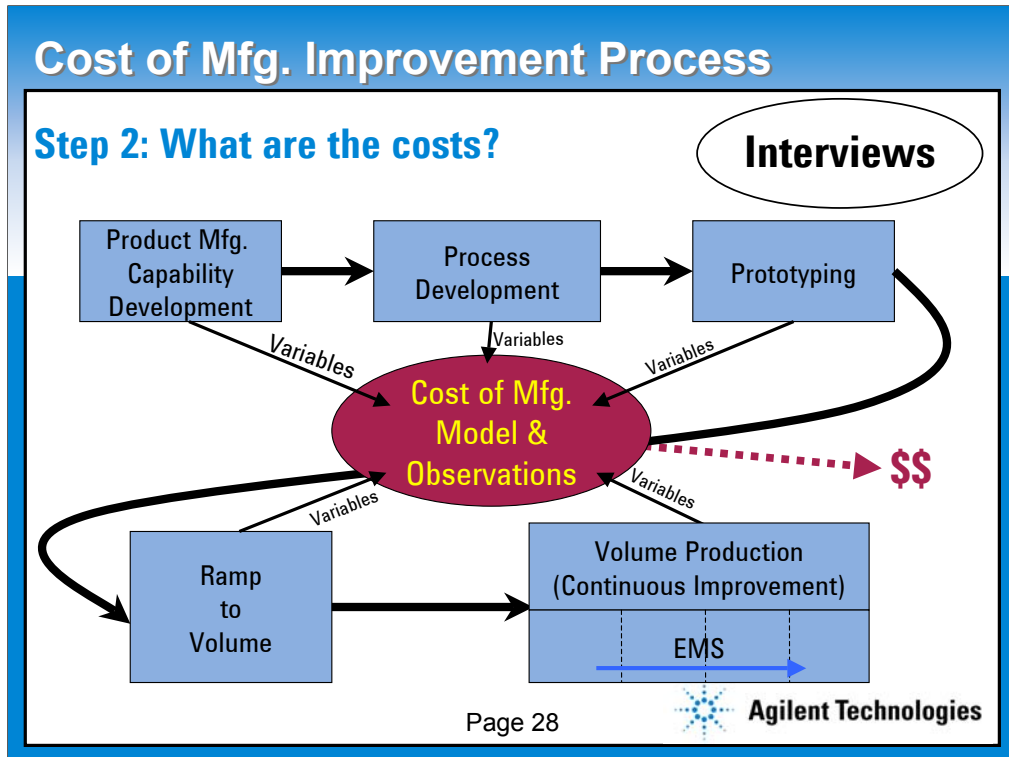 Cost of Mfg. Improvement Process
Step 2: What are the costs?
Interviews
Product Mfg.
Capability
Development
Process
Development
Prototyping
Variables
Variables
Variables
Cost of Mfg.
Model &
Observations
$$
Variables
Variables
Ramp
to
Volume
Volume Production
(Continuous Improvement)
EMS
Page 28
Agilent Technologies